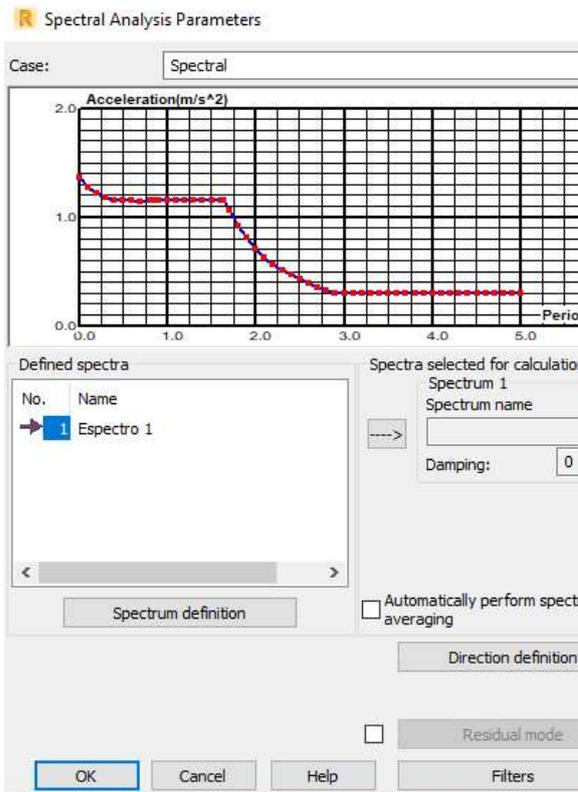 R Spectral Analysis Parameters
Case: Spectral
Acceleration(m/s^2)
2.0
1.0
0.0
0.0 1.0 2.0 3.0 4.0 5.0
Perio
Defined spectra
No. Name
1 Espectro 1
Spectrum definition
Spectra selected for calculation
Spectrum 1
Spectrum name
---->
Damping: 0
Automatically perform spect
averaging
Direction definition
Residual mode
OK Cancel Help Filters